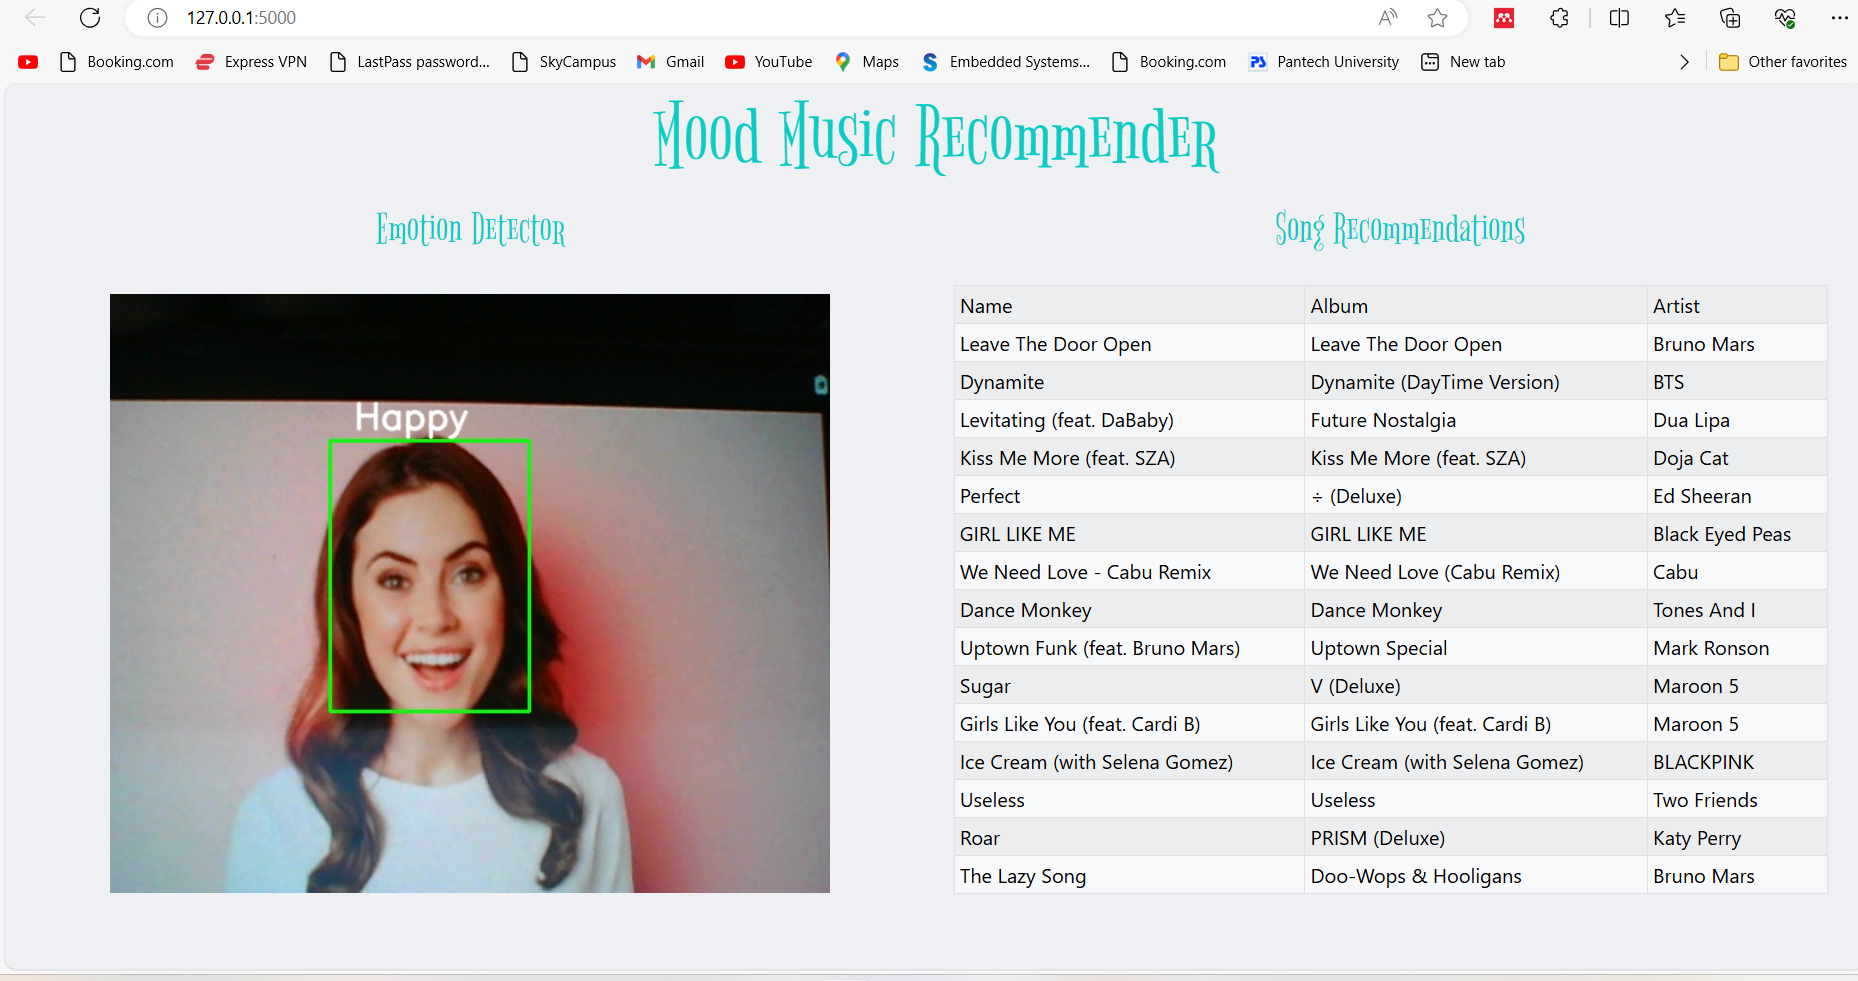 127.0.0.1:5000
Booking.com Express VPN LastPass password... SkyCampus Gmail YouTube Maps Embedded Systems... Booking.com Pantech University New tab Other favorites
Mood Music Recommender
Emotion Detector
Song Recommendations
Happy
Name Album Artist
Leave The Door Open Leave The Door Open Bruno Mars
Dynamite Dynamite (DayTime Version) BTS
Levitating (feat. DaBaby) Future Nostalgia Dua Lipa
Kiss Me More (feat. SZA) Kiss Me More (feat. SZA) Doja Cat
Perfect ÷ (Deluxe) Ed Sheeran
GIRL LIKE ME GIRL LIKE ME Black Eyed Peas
We Need Love - Cabu Remix We Need Love (Cabu Remix) Cabu
Dance Monkey Dance Monkey Tones And I
Uptown Funk (feat. Bruno Mars) Uptown Special Mark Ronson
Sugar V (Deluxe) Maroon 5
Girls Like You (feat. Cardi B) Girls Like You (feat. Cardi B) Maroon 5
Ice Cream (with Selena Gomez) Ice Cream (with Selena Gomez) BLACKPINK
Useless Useless Two Friends
Roar PRISM (Deluxe) Katy Perry
The Lazy Song Doo-Wops & Hooligans Bruno Mars